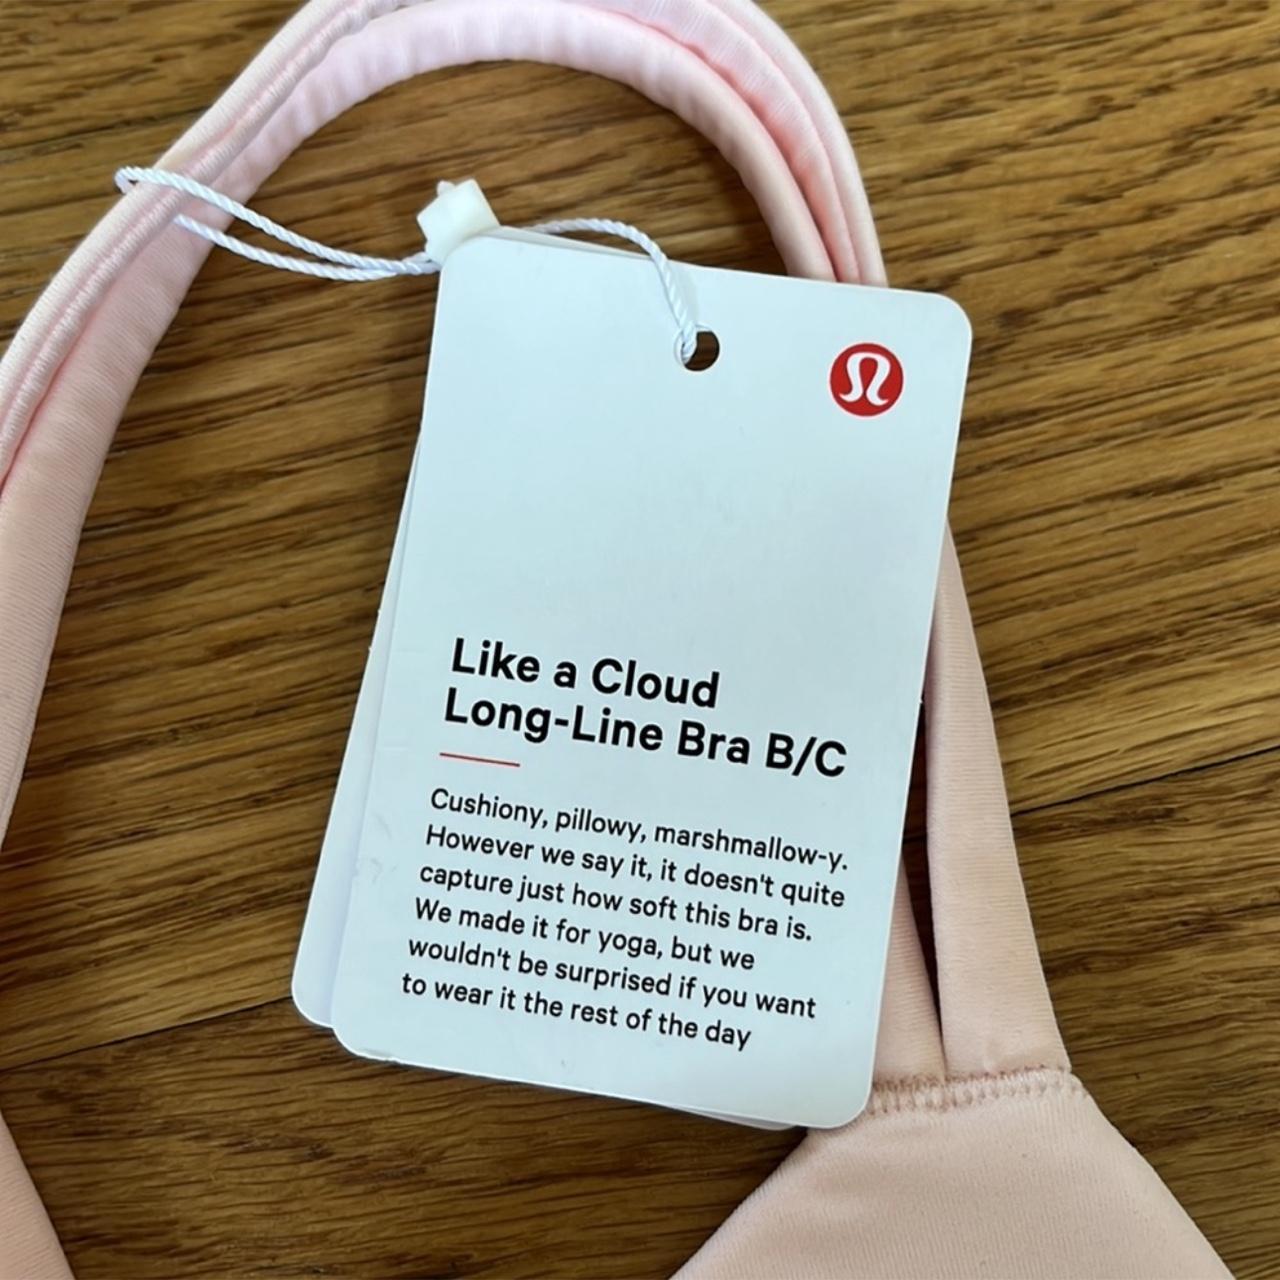 Like a Cloud
Long-Line Bra B/C
Cushiony, pillowy, marshmallow-y.
However we say it, it doesn't quite
capture just how soft this bra is.
We made it for yoga, but we
wouldn't be surprised if you want
to wear it the rest of the day